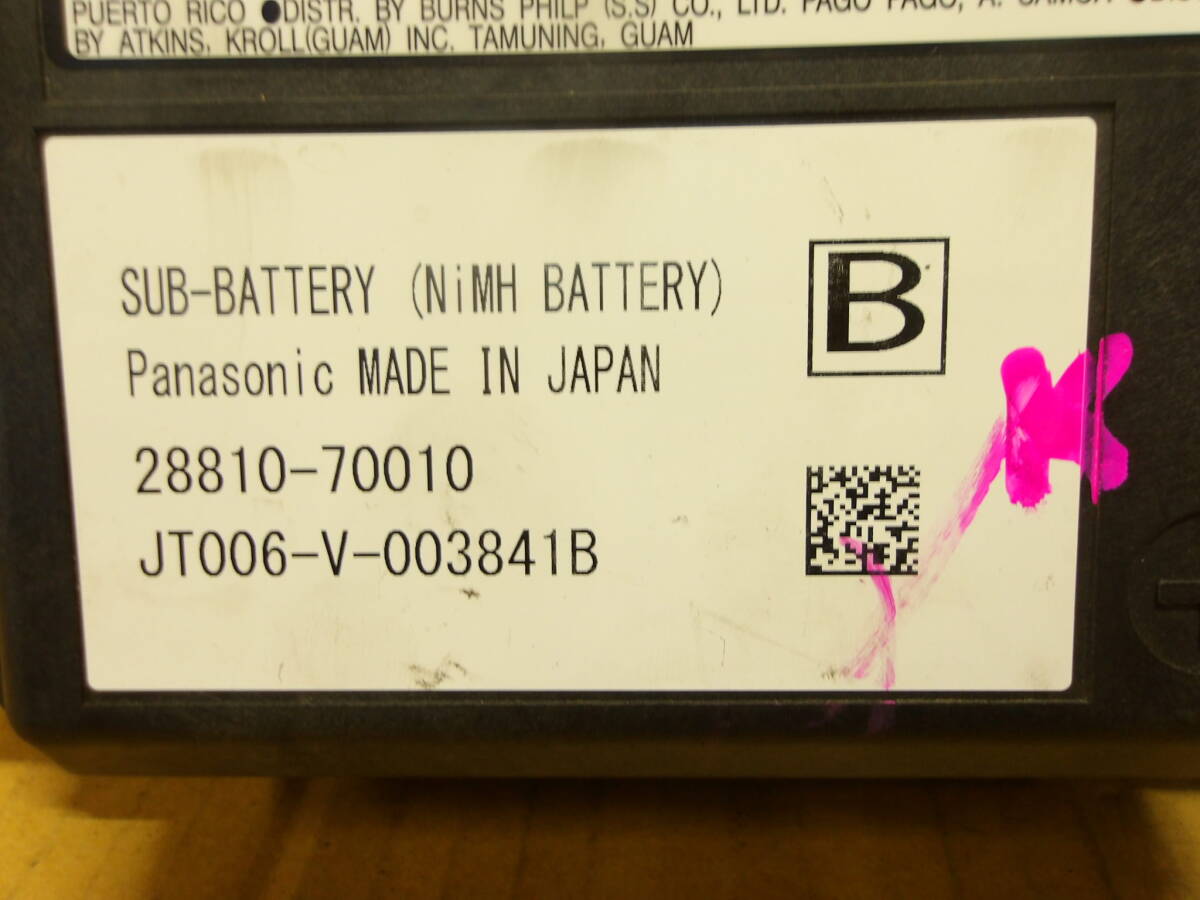 PUERTO RICO ●DISTR. BY BURNS PHILP (S.S) CO., LTD. PAGO PAGO, A. SAMOA
BY ATKINS, KROLL(GUAM) INC. TAMUNING, GUAM
SUB-BATTERY (NiMH BATTERY)
B
Panasonic MADE IN JAPAN
28810-70010
JT006-V-003841B